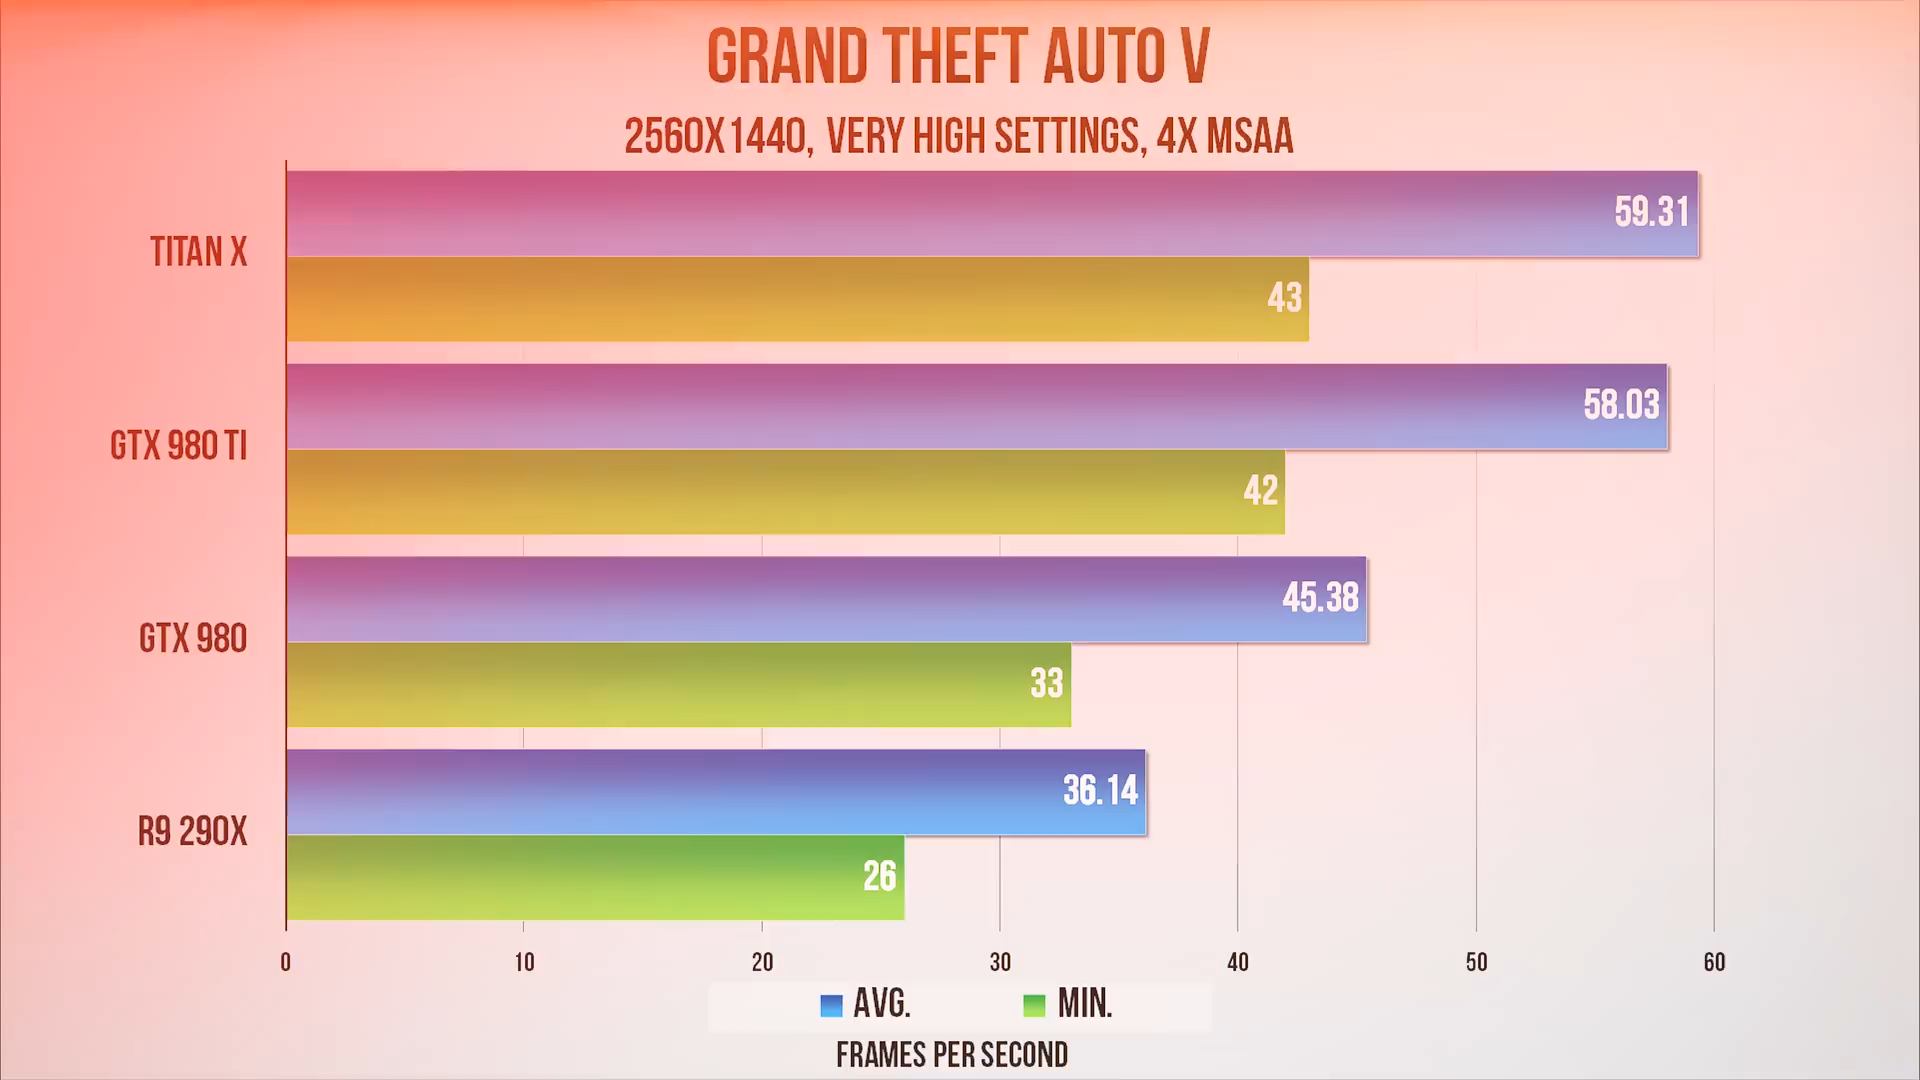 GRAND THEFT AUTO V
2560X1440, VERY HIGH SETTINGS, 4X MSAA
TITAN X
59.31
43
GTX 980 TI
58.03
42
GTX 980
45.38
33
R9 290X
36.14
26
0 10 20 30 40 50 60
AVG. MIN.
FRAMES PER SECOND